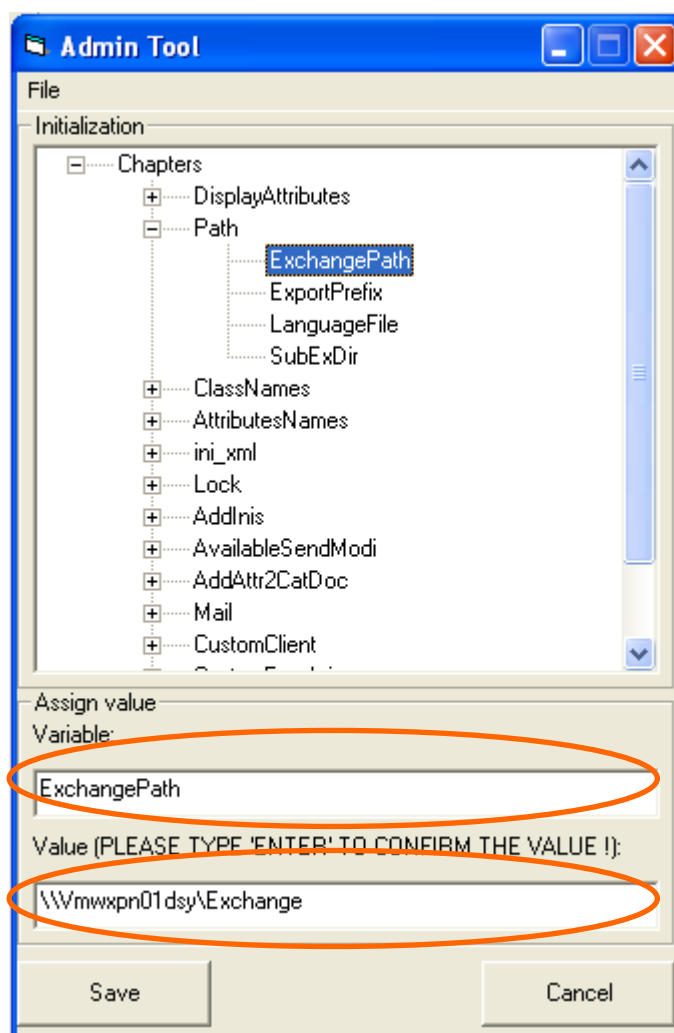 Admin Tool
File
Initialization
Chapters
DisplayAttributes
Path
ExchangePath
ExportPrefix
LanguageFile
SubExDir
ClassNames
AttributesNames
ini_xml
Lock
AddInis
AvailableSendModi
AddAttr2CatDoc
Mail
CustomClient
Assign value
Variable:
ExchangePath
Value (PLEASE TYPE 'ENTER' TO CONFIRM THE VALUE !):
\\Vmwxpn01dsy\Exchange
Save Cancel